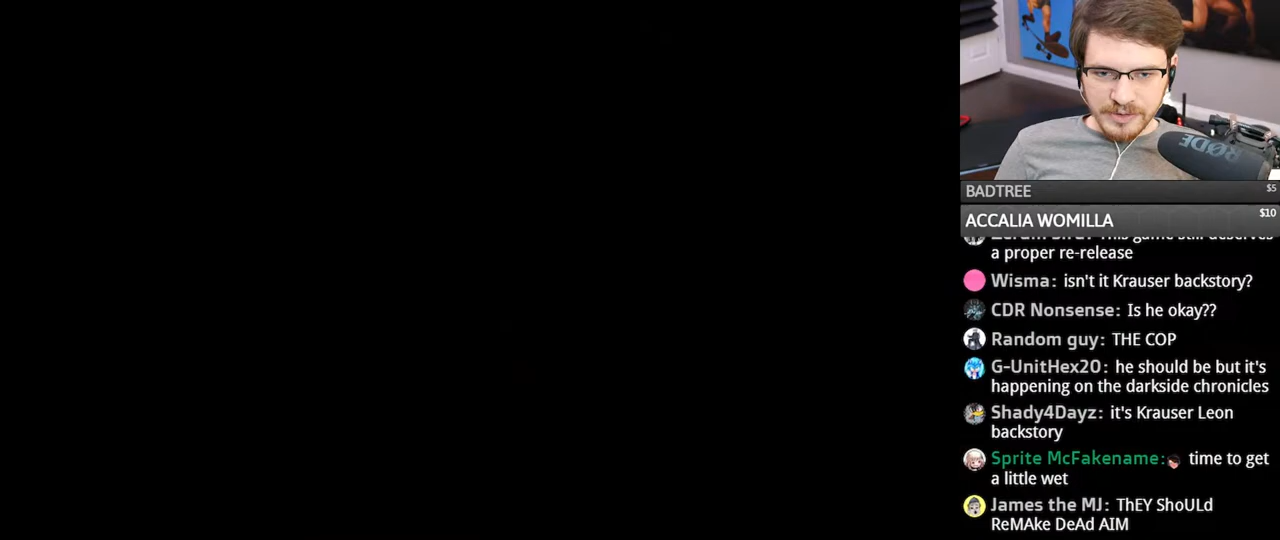 RØDE
BADTREE $5
ACCALIA WOMILLA $10
a proper re-release
Wisma: isn't it Krauser backstory?
CDR Nonsense: Is he okay??
Random guy: THE COP
G-UnitHex20: he should be but it's
happening on the darkside chronicles
Shady4Dayz: it's Krauser Leon
backstory
Sprite McFakename: time to get
a little wet
James the MJ: ThEY ShoULd
ReMAke DeAd AIM